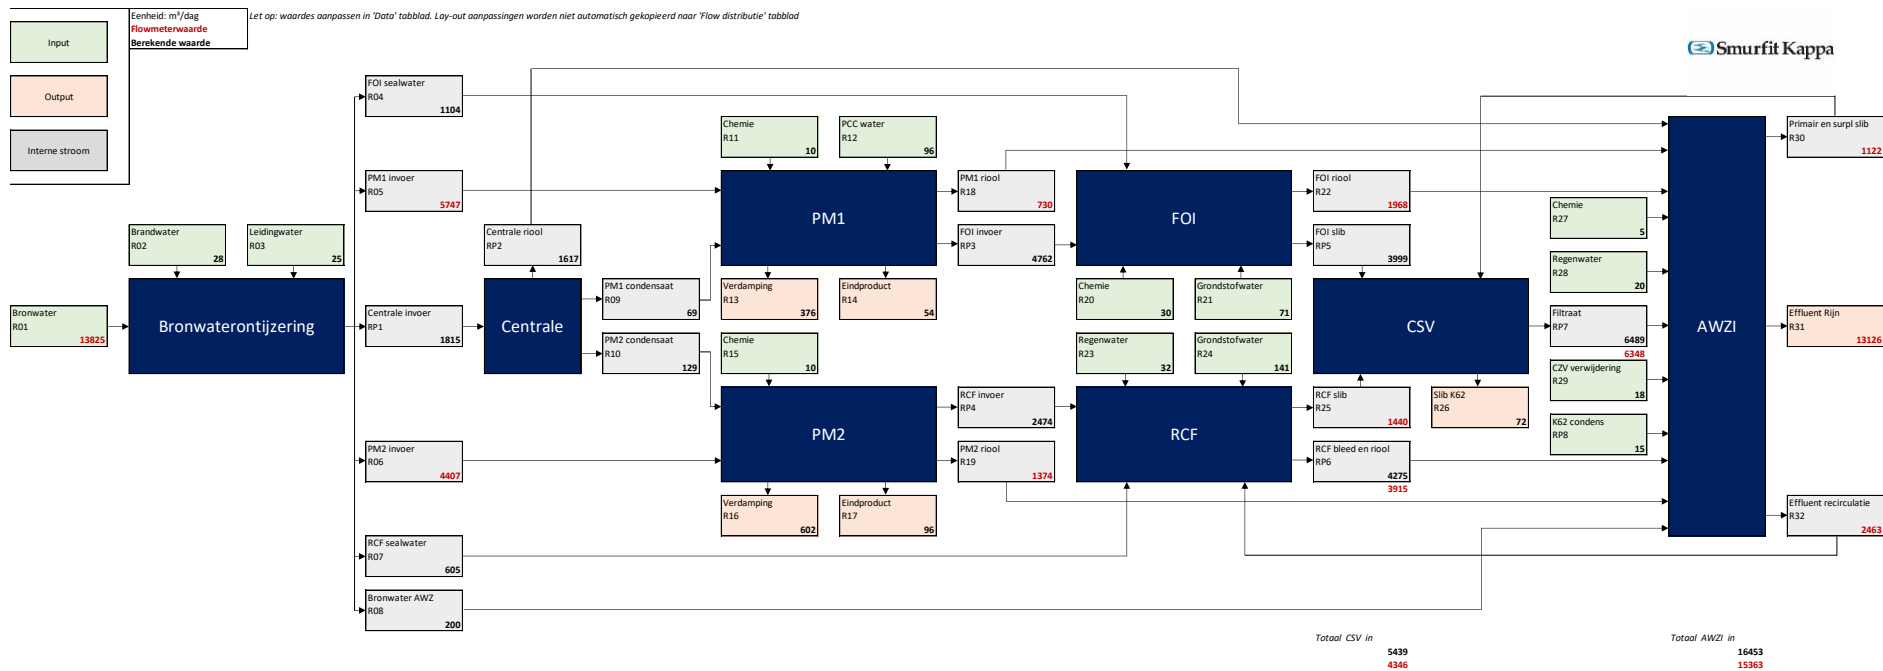 Eenheid: m³/dag
Flowmeterwaarde
Berekende waarde
Let op: waardes aanpassen in 'Data' tabblad. Lay-out aanpassingen worden niet automatisch gekopieerd naar 'Flow distributie' tabblad
Input
Output
Interne stroom
Smurfit Kappa
FOI sealwater
R04
1104
Chemie
R11
10
PCC water
R12
96
Primair en surpl slib
R30
1122
PM1 invoer
R05
5747
PM1
PM1 riool
R18
730
FOI
FOI riool
R22
1968
Chemie
R27
5
Brandwater
R02
28
Leidingwater
R03
25
Centrale riool
RP2
1617
FOI invoer
RP3
4762
FOI slib
RP5
3999
Regenwater
R28
20
Bronwater
R01
13825
Bronwaterontijzering
Centrale invoer
RP1
1815
Centrale
PM1 condensaat
R09
69
Verdamping
R13
376
Eindproduct
R14
54
Chemie
R20
30
Grondstofwater
R21
71
CSV
Filtraat
RP7
6489
6348
AWZI
Effluent Rijn
R31
13126
PM2 condensaat
R10
129
Chemie
R15
10
Regenwater
R23
32
Grondstofwater
R24
141
CZV verwijdering
R29
18
RCF invoer
RP4
2474
RCF slib
R25
1440
Slib K62
R26
72
K62 condens
RP8
15
PM2 invoer
R06
4407
PM2
PM2 riool
R19
1374
RCF
RCF bleed en riool
RP6
4275
3915
Verdamping
R16
602
Eindproduct
R17
96
Effluent recirculatie
R32
2463
RCF sealwater
R07
605
Bronwater AWZ
R08
200
Totaal CSV in
5439
4346
Totaal AWZI in
16453
15363